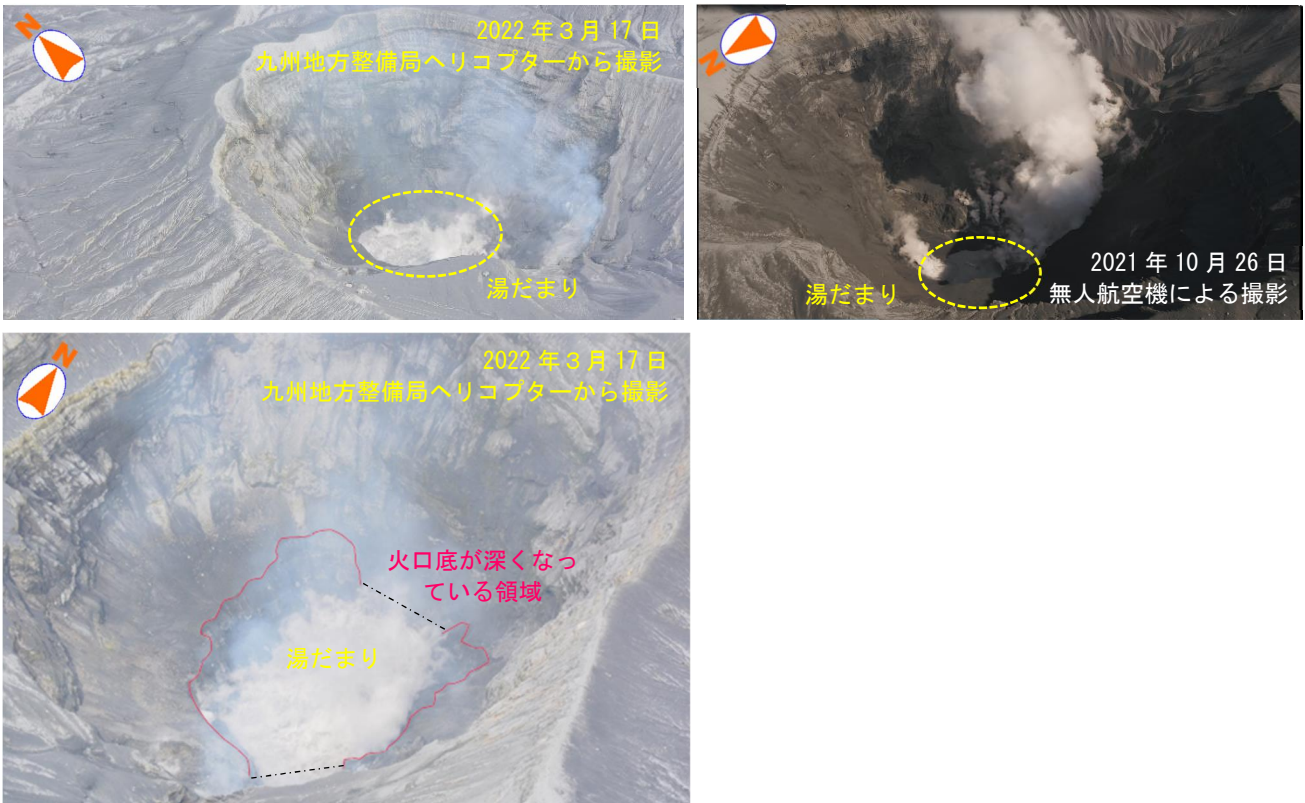 N
2022年3月17日
九州地方整備局ヘリコプターから撮影
湯だまり
N
2021年10月26日
無人航空機による撮影
湯だまり
N
2022年3月17日
九州地方整備局ヘリコプターから撮影
火口底が深くなっ
ている領域
湯だまり